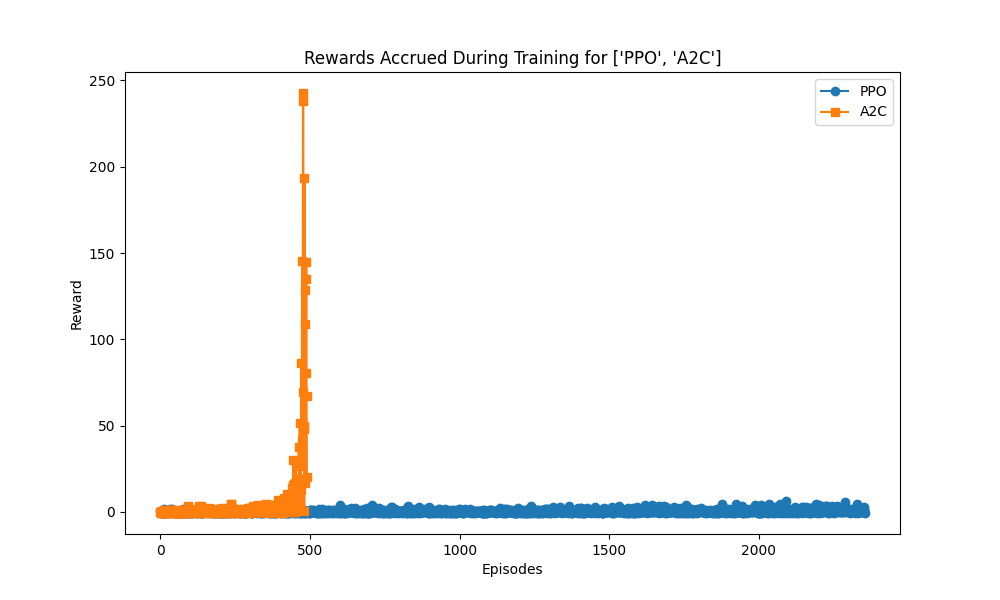 Rewards Accrued During Training for ['PPO', 'A2C']
250
200
150
100
50
0
Reward
PPO
A2C
0
500
1000
1500
2000
Episodes